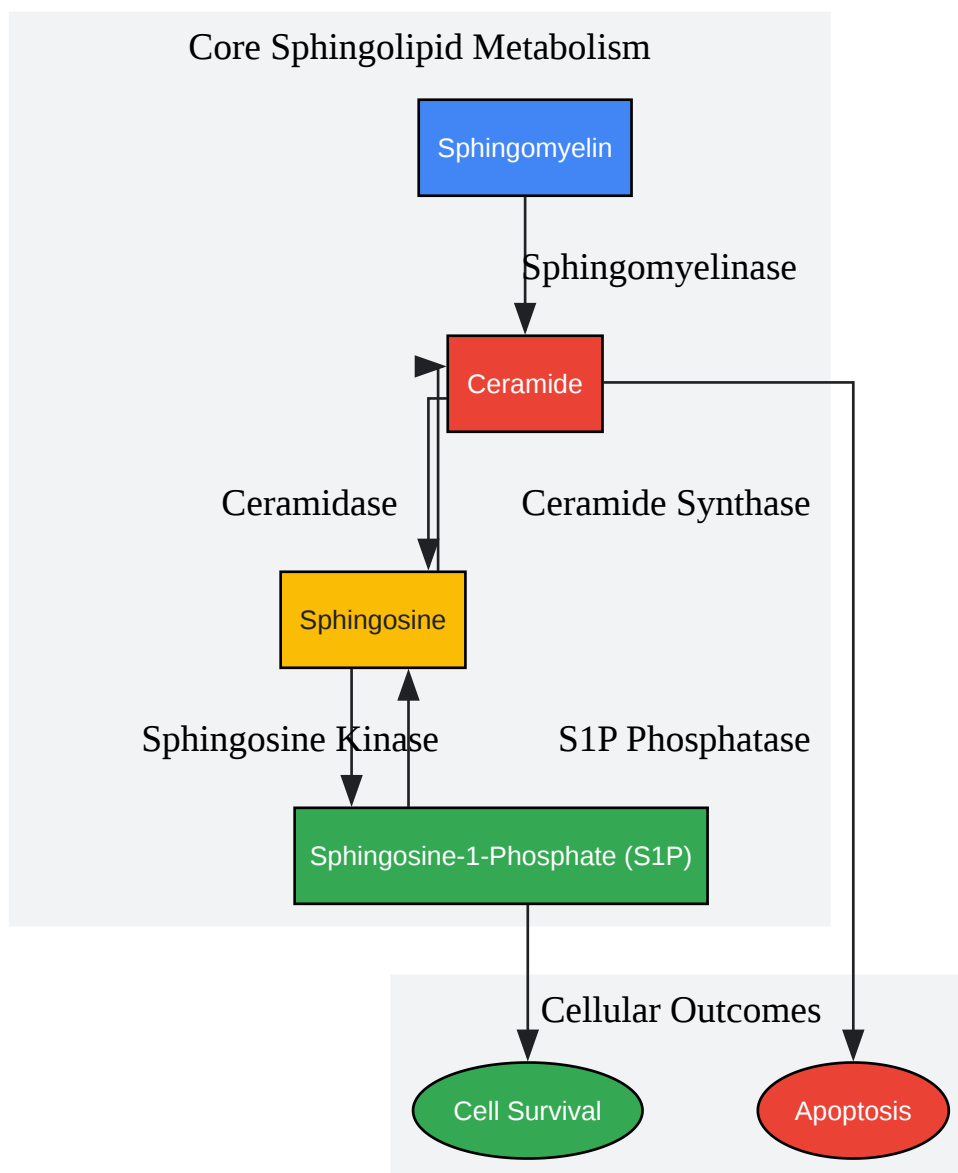 Core Sphingolipid Metabolism
Sphingomyelin
Sphingomyelinase
Ceramide
Ceramidase
Ceramide Synthase
Sphingosine
Sphingosine Kinase
S1P Phosphatase
Sphingosine-1-Phosphate (S1P)
Cellular Outcomes
Cell Survival
Apoptosis